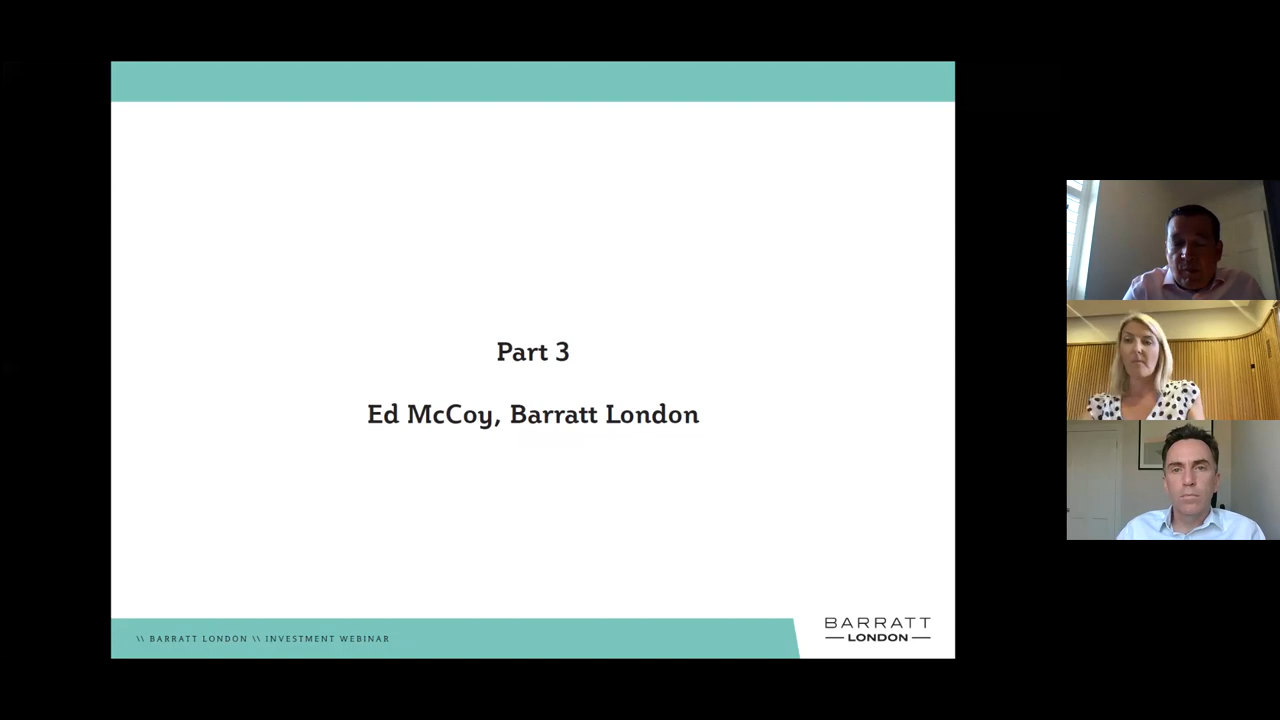 Part 3
Ed McCoy, Barratt London
\\ BARRATT LONDON \\ INVESTMENT WEBINAR
BARRATT
LONDON